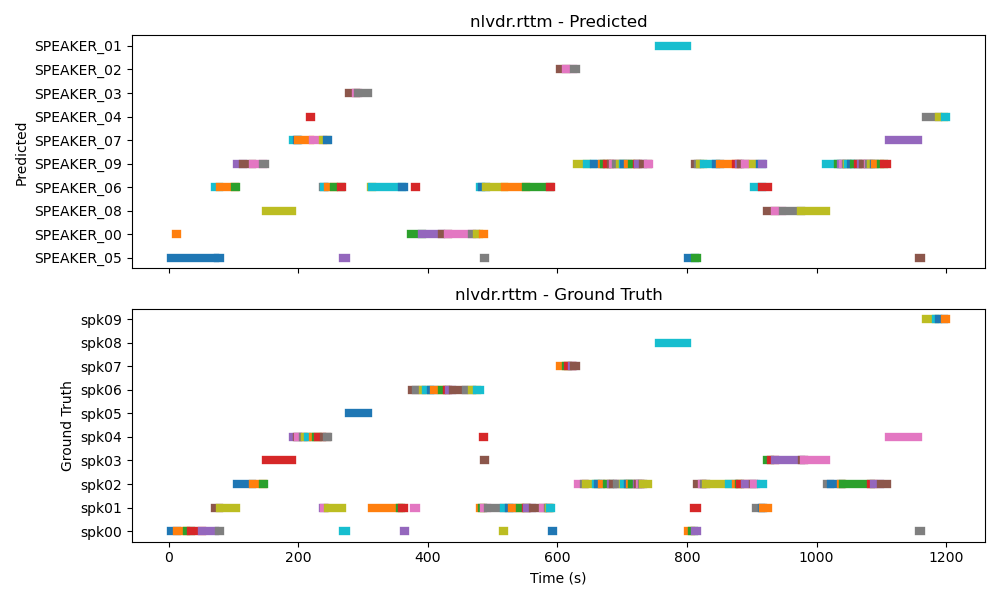 nlvdr.rttm - Predicted
SPEAKER_01
SPEAKER_02
SPEAKER_03
SPEAKER_04
SPEAKER_07
SPEAKER_09
SPEAKER_06
SPEAKER_08
SPEAKER_00
SPEAKER_05
Predicted
nlvdr.rttm - Ground Truth
spk09
spk08
spk07
spk06
spk05
spk04
spk03
spk02
spk01
spk00
Ground Truth
0 200 400 600 800 1000 1200
Time (s)